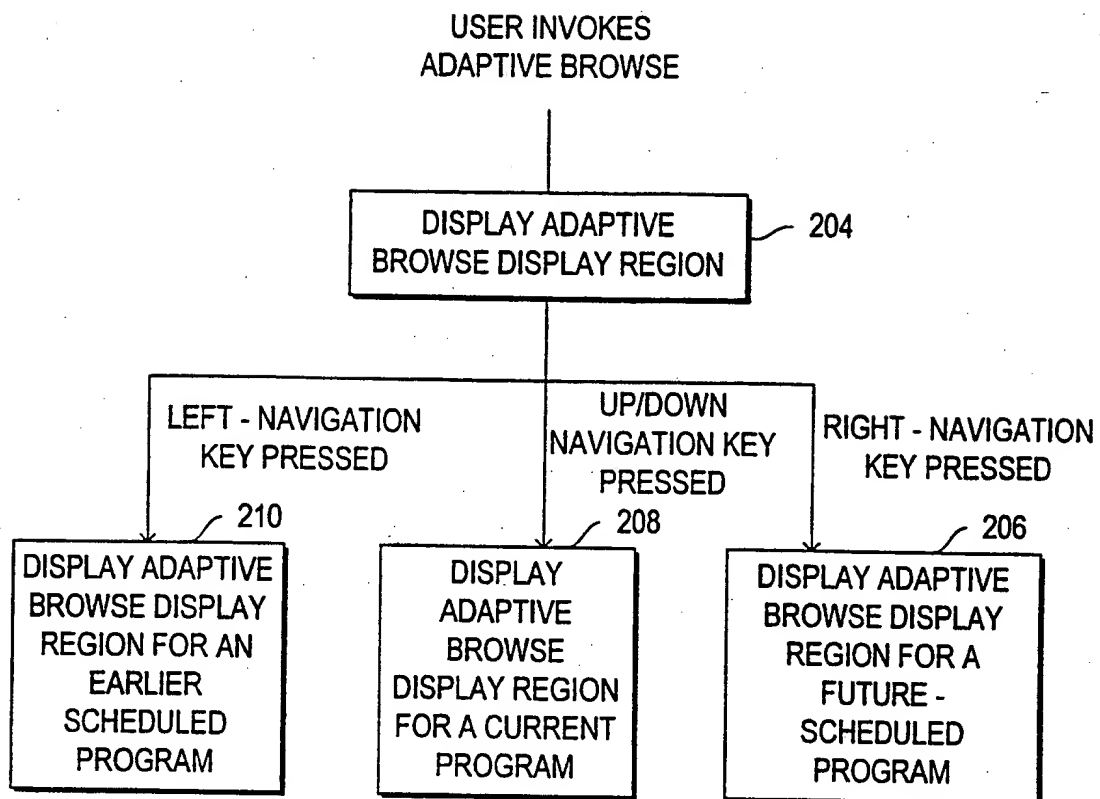 USER INVOKES
ADAPTIVE BROWSE
DISPLAY ADAPTIVE
BROWSE DISPLAY REGION
204
LEFT - NAVIGATION
KEY PRESSED
UP/DOWN
NAVIGATION KEY
PRESSED
RIGHT - NAVIGATION
KEY PRESSED
210
DISPLAY ADAPTIVE
BROWSE DISPLAY
REGION FOR AN
EARLIER
SCHEDULED
PROGRAM
208
DISPLAY
ADAPTIVE
BROWSE
DISPLAY REGION
FOR A CURRENT
PROGRAM
206
DISPLAY ADAPTIVE
BROWSE DISPLAY
REGION FOR A
FUTURE -
SCHEDULED
PROGRAM